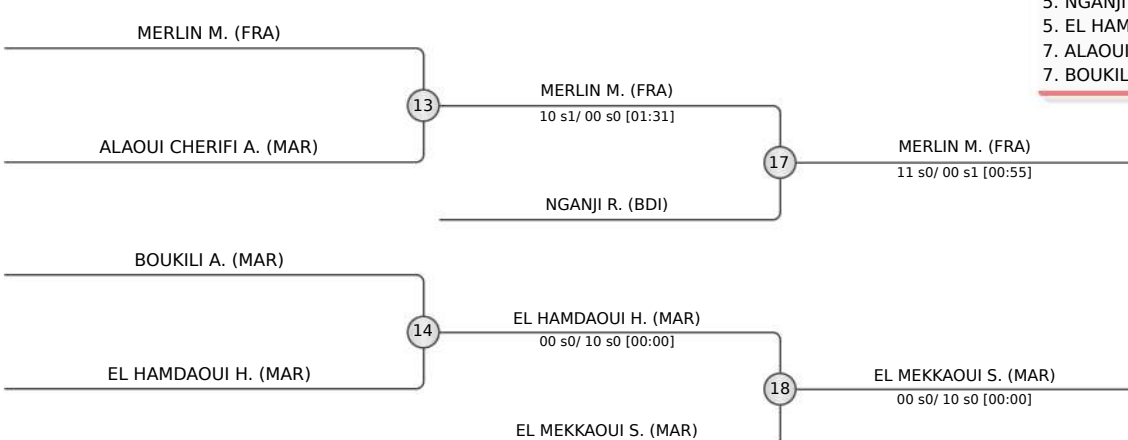 5. NGANJI
5. EL HAM
7. ALAOUI
7. BOUKIL
MERLIN M. (FRA)
13
MERLIN M. (FRA)
10 s1/ 00 s0 [01:31]
ALAOUI CHERIFI A. (MAR)
17
MERLIN M. (FRA)
11 s0/ 00 s1 [00:55]
NGANJI R. (BDI)
BOUKILI A. (MAR)
14
EL HAMDAOUI H. (MAR)
00 s0/ 10 s0 [00:00]
EL HAMDAOUI H. (MAR)
18
EL MEKKAOUI S. (MAR)
00 s0/ 10 s0 [00:00]
EL MEKKAOUI S. (MAR)